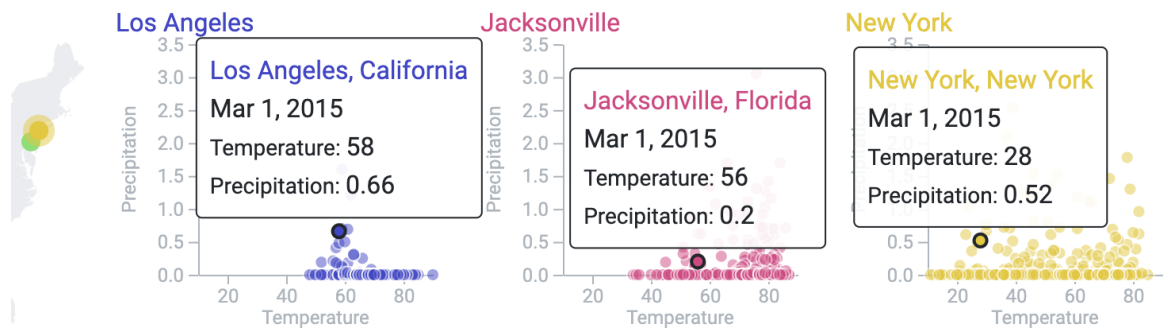 Los Angeles
Jacksonville
New York
Los Angeles, California
Mar 1, 2015
Temperature: 58
Precipitation: 0.66
Jacksonville, Florida
Mar 1, 2015
Temperature: 56
Precipitation: 0.2
New York, New York
Mar 1, 2015
Temperature: 28
Precipitation: 0.52
Precipitation
3.5
3.0
2.5
2.0
1.5
1.0
0.5
0.0
20 40 60 80
Temperature
Precipitation
3.5
3.0
2.5
2.0
1.5
1.0
0.5
0.0
20 40 60 80
Temperature
3.5
0.5
0.0
20 40 60 80
Temperature